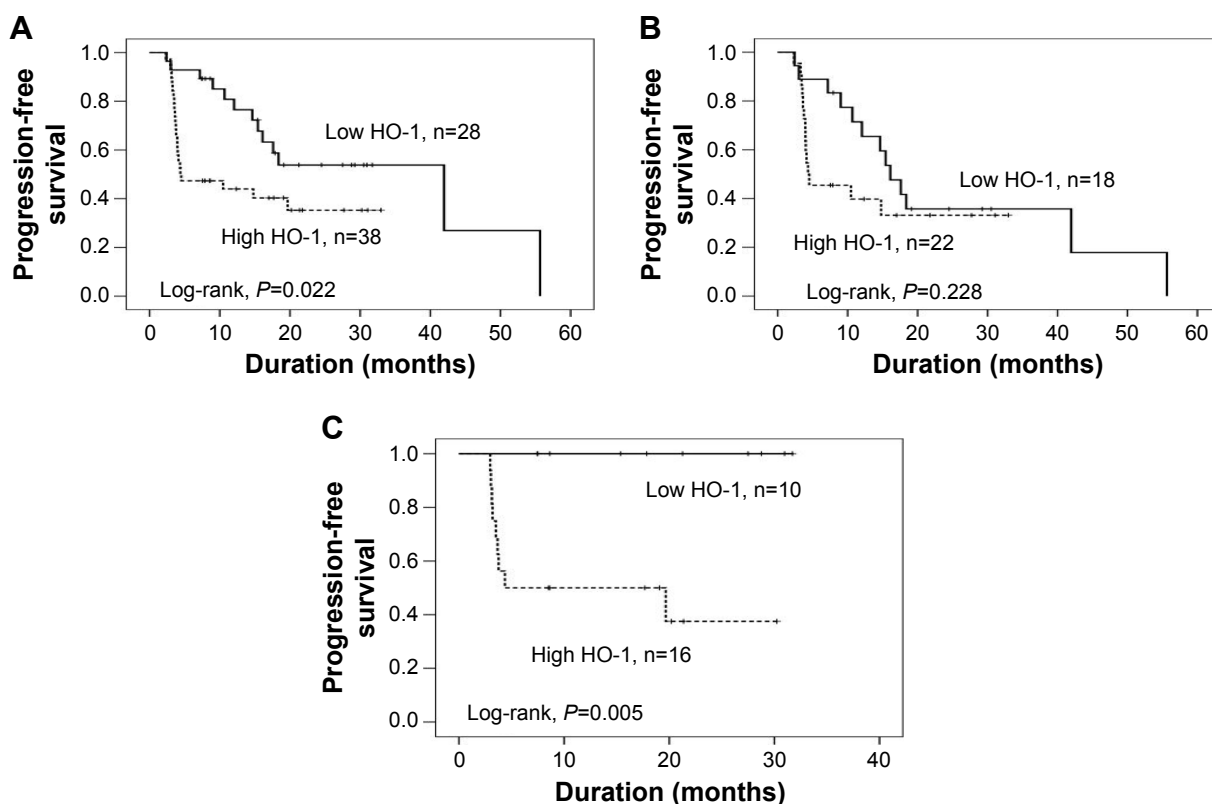 A
Progression-free
survival
1.0
0.8
0.6
0.4
0.2
0.0
Low HO-1, n=28
High HO-1, n=38
Log-rank, P=0.022
0 10 20 30 40 50 60
Duration (months)
B
Progression-free
survival
1.0
0.8
0.6
0.4
0.2
0.0
Low HO-1, n=18
High HO-1, n=22
Log-rank, P=0.228
0 10 20 30 40 50 60
Duration (months)
C
Progression-free
survival
1.0
0.8
0.6
0.4
0.2
0.0
Low HO-1, n=10
High HO-1, n=16
Log-rank, P=0.005
0 10 20 30 40
Duration (months)